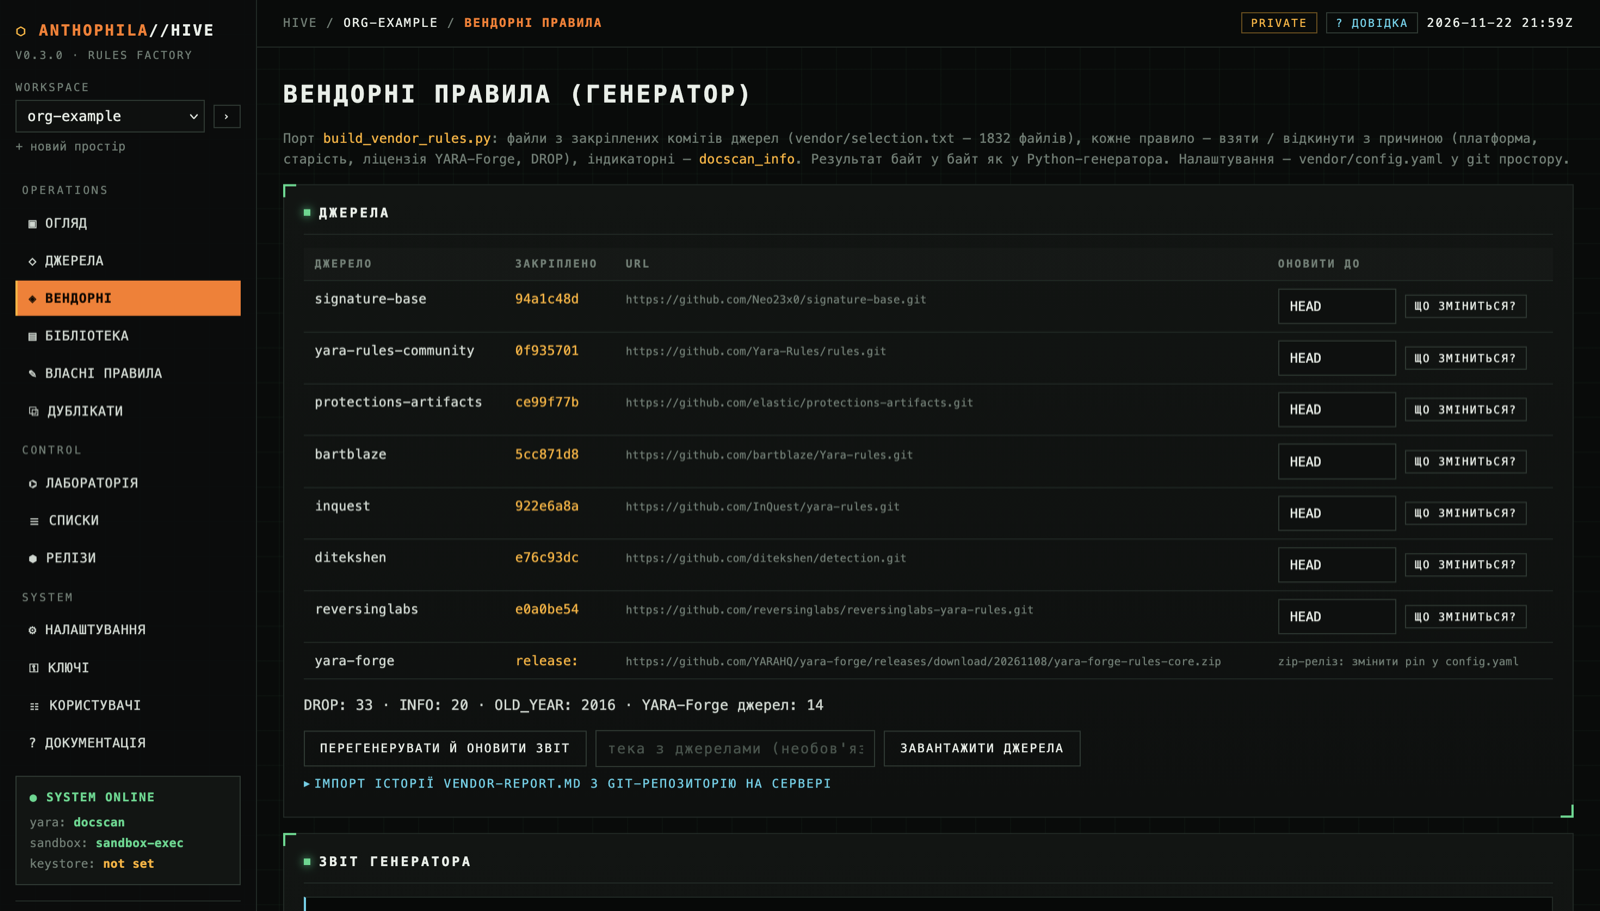 ANTHOPHILA//HIVE
V0.3.0 · RULES FACTORY
WORKSPACE
org-example
›
+ новий простір
OPERATIONS
ОГЛЯД
ДЖЕРЕЛА
ВЕНДОРНІ
БІБЛІОТЕКА
ВЛАСНІ ПРАВИЛА
ДУБЛІКАТИ
CONTROL
ЛАБОРАТОРІЯ
СПИСКИ
РЕЛІЗИ
SYSTEM
НАЛАШТУВАННЯ
КЛЮЧІ
КОРИСТУВАЧІ
? ДОКУМЕНТАЦІЯ
SYSTEM ONLINE
yara: docscan
sandbox: sandbox-exec
keystore: not set
HIVE / ORG-EXAMPLE / ВЕНДОРНІ ПРАВИЛА
PRIVATE
? ДОВІДКА
2026-11-22 21:59Z
ВЕНДОРНІ ПРАВИЛА (ГЕНЕРАТОР)
Порт build_vendor_rules.py: файли з закріплених комітів джерел (vendor/selection.txt — 1832 файлів), кожне правило — взяти / відкинути з причиною (платформа,
старість, ліцензія YARA-Forge, DROP), індикаторні — docscan_info. Результат байт у байт як у Python-генератора. Налаштування — vendor/config.yaml у git простору.
ДЖЕРЕЛА
ДЖЕРЕЛО ЗАКРІПЛЕНО URL ОНОВИТИ ДО
signature-base 94a1c48d https://github.com/Neo23x0/signature-base.git HEAD ЩО ЗМІНИТЬСЯ?
yara-rules-community 0f935701 https://github.com/Yara-Rules/rules.git HEAD ЩО ЗМІНИТЬСЯ?
protections-artifacts ce99f77b https://github.com/elastic/protections-artifacts.git HEAD ЩО ЗМІНИТЬСЯ?
bartblaze 5cc871d8 https://github.com/bartblaze/Yara-rules.git HEAD ЩО ЗМІНИТЬСЯ?
inquest 922e6a8a https://github.com/InQuest/yara-rules.git HEAD ЩО ЗМІНИТЬСЯ?
ditekshen e76c93dc https://github.com/ditekshen/detection.git HEAD ЩО ЗМІНИТЬСЯ?
reversinglabs e0a0be54 https://github.com/reversinglabs/reversinglabs-yara-rules.git HEAD ЩО ЗМІНИТЬСЯ?
yara-forge release: https://github.com/YARAHQ/yara-forge/releases/download/20261108/yara-forge-rules-core.zip zip-реліз: змінити pin у config.yaml
DROP: 33 · INFO: 20 · OLD_YEAR: 2016 · YARA-Forge джерел: 14
ПЕРЕГЕНЕРУВАТИ Й ОНОВИТИ ЗВІТ
тека з джерелами (необов'яз
ЗАВАНТАЖИТИ ДЖЕРЕЛА
▸ ІМПОРТ ІСТОРІЇ VENDOR-REPORT.MD З GIT-РЕПОЗИТОРІЮ НА СЕРВЕРІ
ЗВІТ ГЕНЕРАТОРА